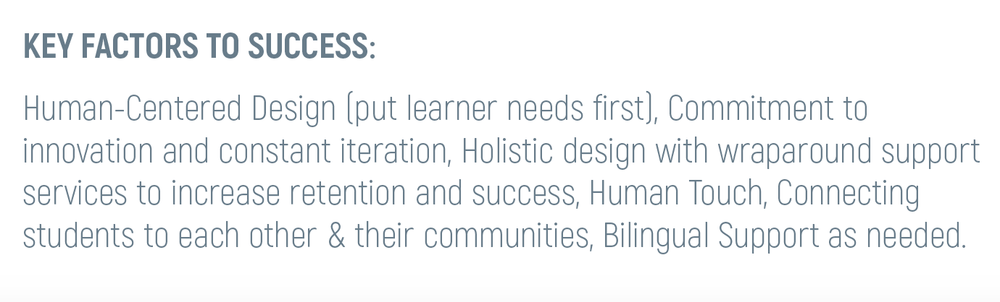 KEY FACTORS TO SUCCESS:
Human-Centered Design (put learner needs first), Commitment to
innovation and constant iteration, Holistic design with wraparound support
services to increase retention and success, Human Touch, Connecting
students to each other & their communities, Bilingual Support as needed.